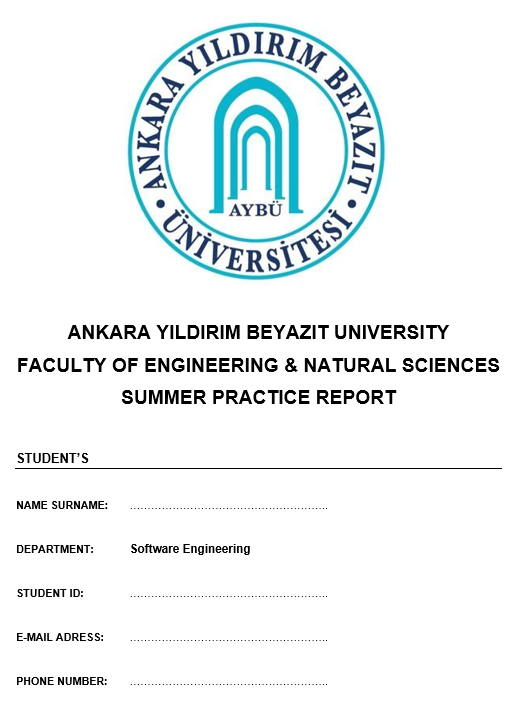 ANKARA YILDIRIM BEYAZIT
ÜNİVERSİTESİ
AYBÜ
ANKARA YILDIRIM BEYAZIT UNIVERSITY
FACULTY OF ENGINEERING & NATURAL SCIENCES
SUMMER PRACTICE REPORT
STUDENT'S
NAME SURNAME: ………………………………………………..
DEPARTMENT: Software Engineering
STUDENT ID: ………………………………………………..
E-MAIL ADRESS: ………………………………………………..
PHONE NUMBER: ………………………………………………..